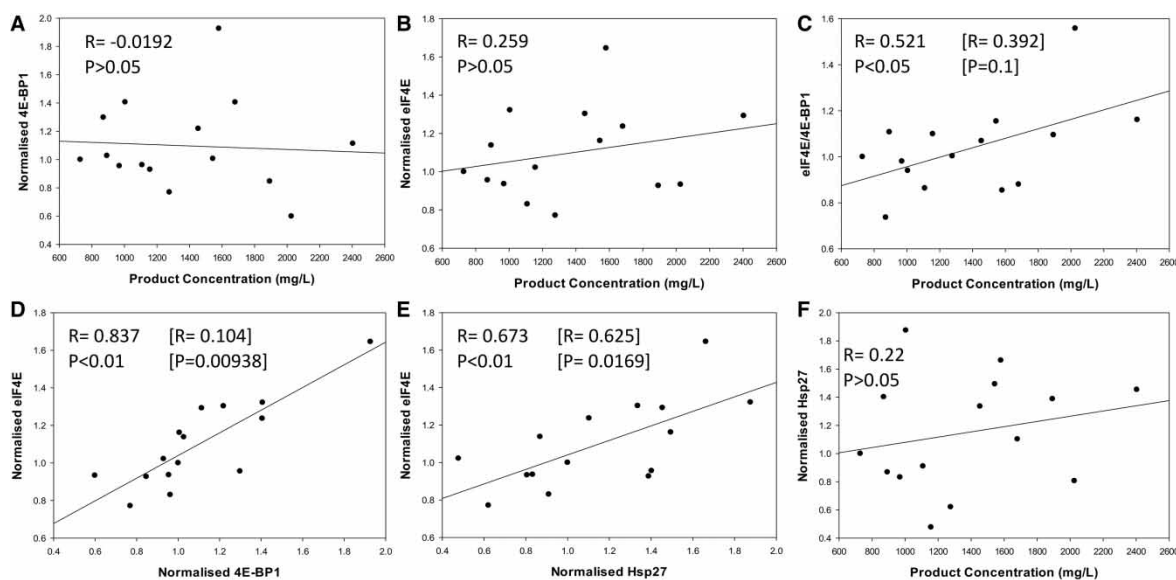 A
R= -0.0192
P>0.05
Normalised 4E-BP1
2.0
1.8
1.6
1.4
1.2
1.0
0.8
0.6
0.4
600 800 1000 1200 1400 1600 1800 2000 2200 2400 2600
Product Concentration (mg/L)
B
R= 0.259
P>0.05
Normalised eIF4E
1.8
1.6
1.4
1.2
1.0
0.8
0.6
600 800 1000 1200 1400 1600 1800 2000 2200 2400 2600
Product Concentration (mg/L)
C
R= 0.521 [R= 0.392]
P<0.05 [P=0.1]
eIF4E/4E-BP1
1.6
1.4
1.2
1.0
0.8
0.6
600 800 1000 1200 1400 1600 1800 2000 2200 2400 2600
Product Concentration (mg/L)
D
R= 0.837 [R= 0.104]
P<0.01 [P=0.00938]
Normalised eIF4E
1.8
1.6
1.4
1.2
1.0
0.8
0.6
0.4 0.6 0.8 1.0 1.2 1.4 1.6 1.8 2.0
Normalised 4E-BP1
E
R= 0.673 [R= 0.625]
P<0.01 [P= 0.0169]
Normalised eIF4E
1.8
1.6
1.4
1.2
1.0
0.8
0.6
0.4 0.6 0.8 1.0 1.2 1.4 1.6 1.8 2.0
Normalised Hsp27
F
R= 0.22
P>0.05
Normalised Hsp27
2.0
1.8
1.6
1.4
1.2
1.0
0.8
0.6
0.4
600 800 1000 1200 1400 1600 1800 2000 2200 2400 2600
Product Concentration (mg/L)